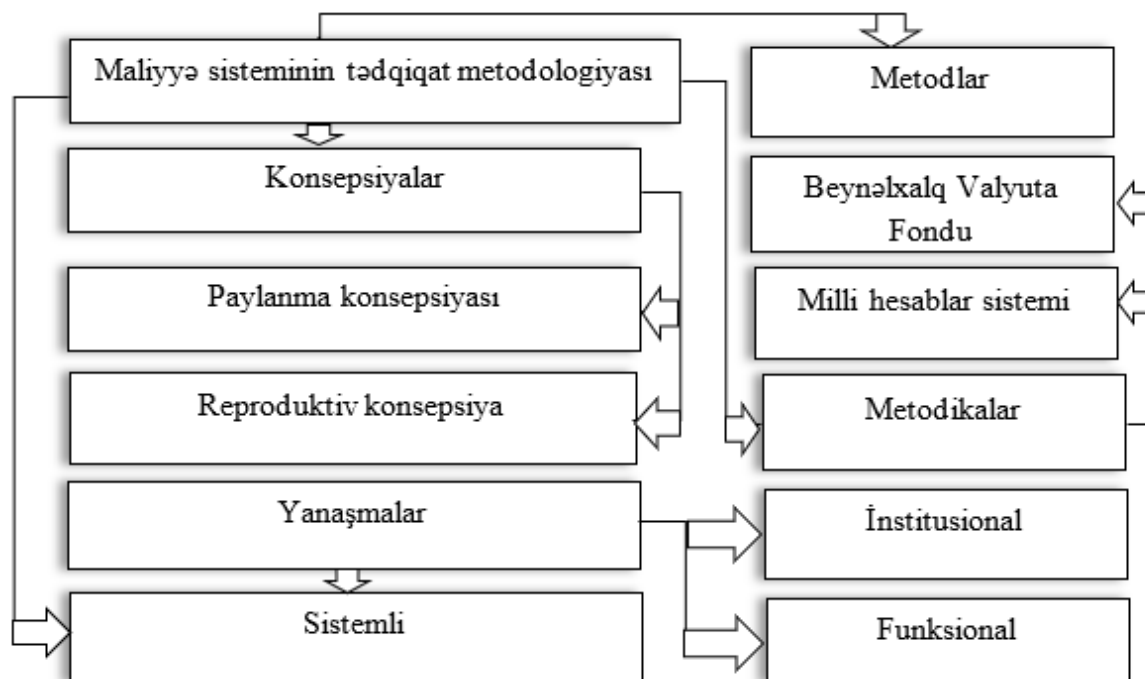 Maliyyə sisteminin tədqiqat metodologiyası
Metodlar
Konsepsiyalar
Beynəlxalq Valyuta
Fondu
Paylanma konsepsiyası
Milli hesablar sistemi
Reproduktiv konsepsiya
Metodikalar
Yanaşmalar
İnstitusional
Sistemli
Funksional